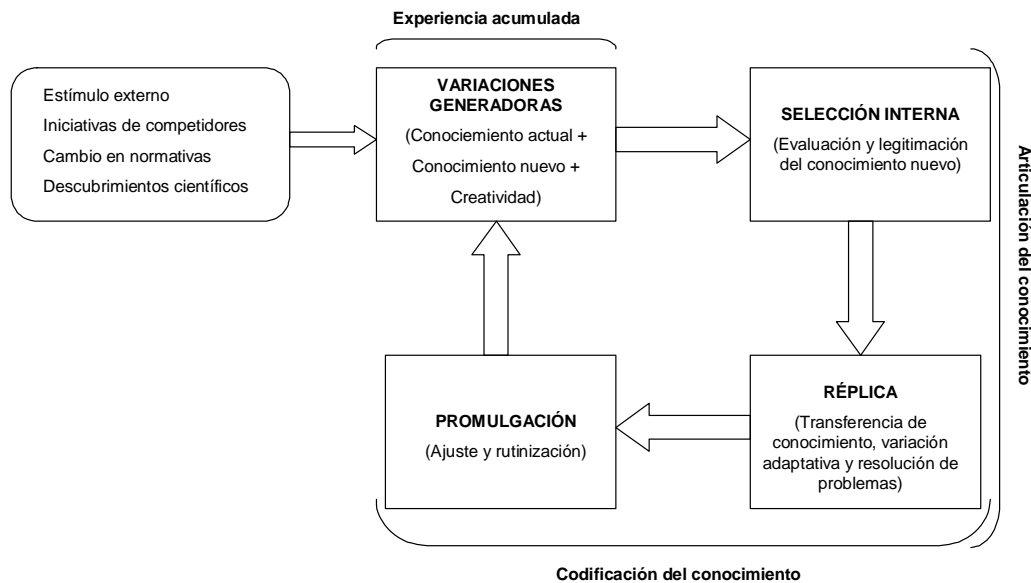 Experiencia acumulada
Estímulo externo
Iniciativas de competidores
Cambio en normativas
Descubrimientos científicos
VARIACIONES
GENERADORAS
(Conociemiento actual +
Conocimiento nuevo +
Creatividad)
SELECCIÓN INTERNA
(Evaluación y legitimación
del conocimiento nuevo)
Articulación del conocimiento
PROMULGACIÓN
(Ajuste y rutinización)
RÉPLICA
(Transferencia de
conocimiento, variación
adaptativa y resolución de
problemas)
Codificación del conocimiento